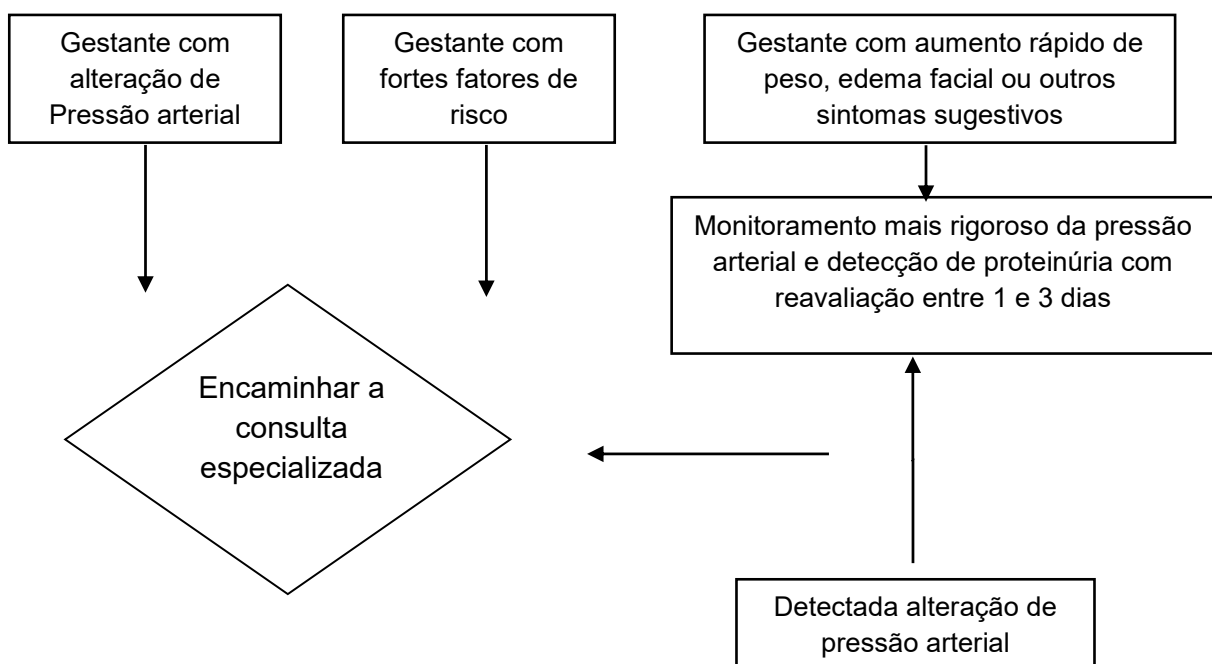 Gestante com
alteração de
Pressão arterial
Gestante com
fortes fatores de
risco
Gestante com aumento rápido de
peso, edema facial ou outros
sintomas sugestivos
Monitoramento mais rigoroso da pressão
arterial e detecção de proteinúria com
reavaliação entre 1 e 3 dias
Encaminhar a
consulta
especializada
Detectada alteração de
pressão arterial